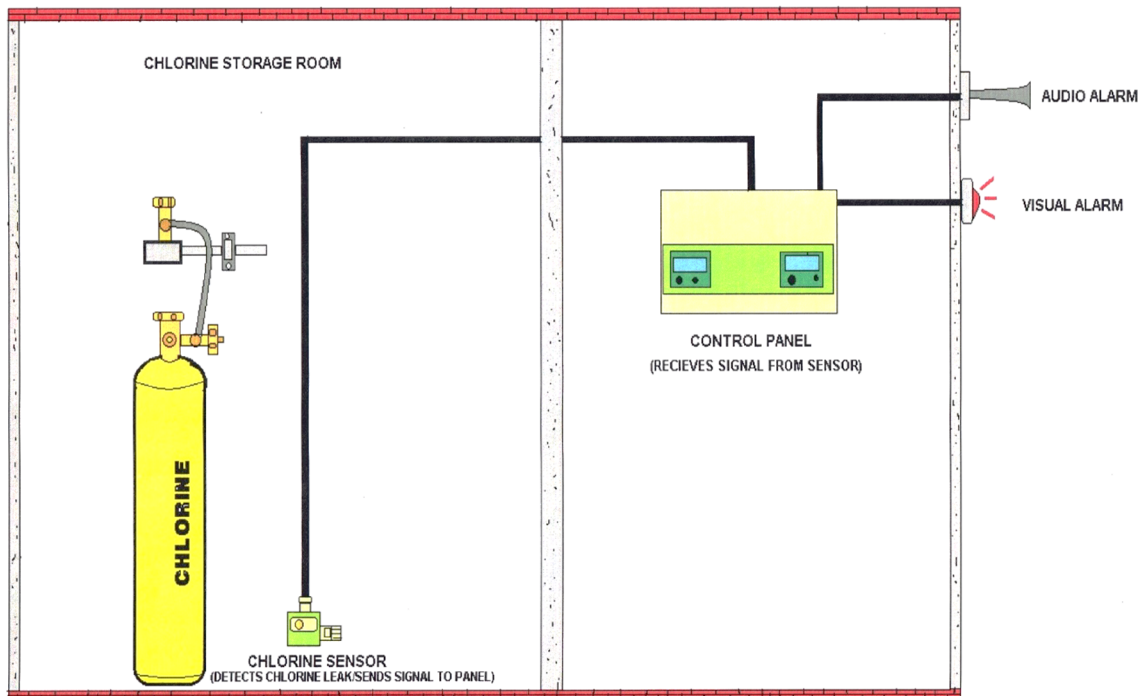 CHLORINE STORAGE ROOM
AUDIO ALARM
VISUAL ALARM
CONTROL PANEL
(RECIEVES SIGNAL FROM SENSOR)
CHLORINE
CHLORINE SENSOR
(DETECTS CHLORINE LEAK/SENDS SIGNAL TO PANEL)